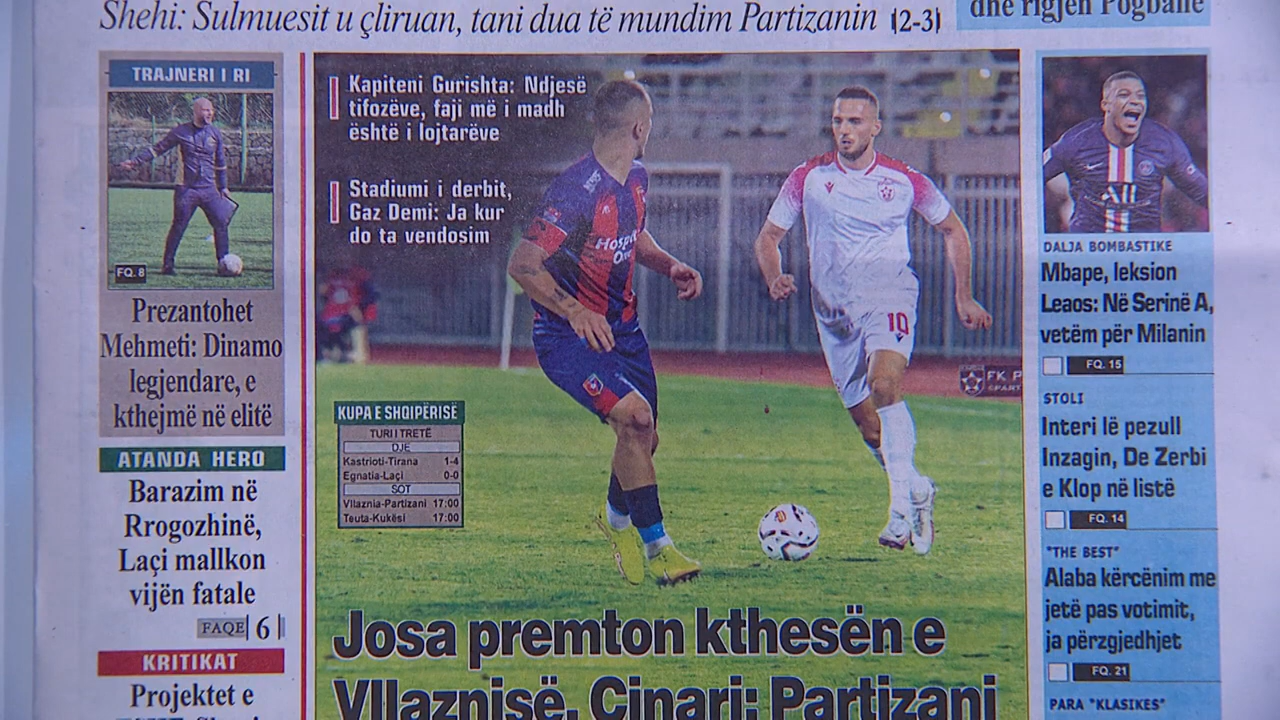 Shehi: Sulmuesit u çliruan, tani dua të mundim Partizanin (2-3)
dhe rigjen Pogbanë
TRAJNERI I RI
FQ. 8
Prezantohet
Mehmeti: Dinamo
legjendare, e
kthejmë në elitë
ATANDA HERO
Barazim në
Rrogozhinë,
Laçi mallkon
vijën fatale
FAQE 6
KRITIKAT
Projektet e
Kapiteni Gurishta: Ndjesë
tifozëve, faji më i madh
është i lojtarëve
Stadiumi i derbit,
Gaz Demi: Ja kur
do ta vendosim
10
FK P
KUPA E SHQIPËRISË
TURI I TRETË
DJE
Kastrioti-Tirana 1-4
Egnatia-Laçi 0-0
SOT
Vllaznia-Partizani 17:00
Teuta-Kukësi 17:00
Josa premton kthesën e
Vllaznisë, Cinari: Partizani
DALJA BOMBASTIKE
Mbape, leksion
Leaos: Në Serinë A,
vetëm për Milanin
FQ. 15
STOLI
Interi lë pezull
Inzagin, De Zerbi
e Klop në listë
FQ. 14
"THE BEST"
Alaba kërcënim me
jetë pas votimit,
ja përzgjedhjet
FQ. 21
PARA "KLASIKES"